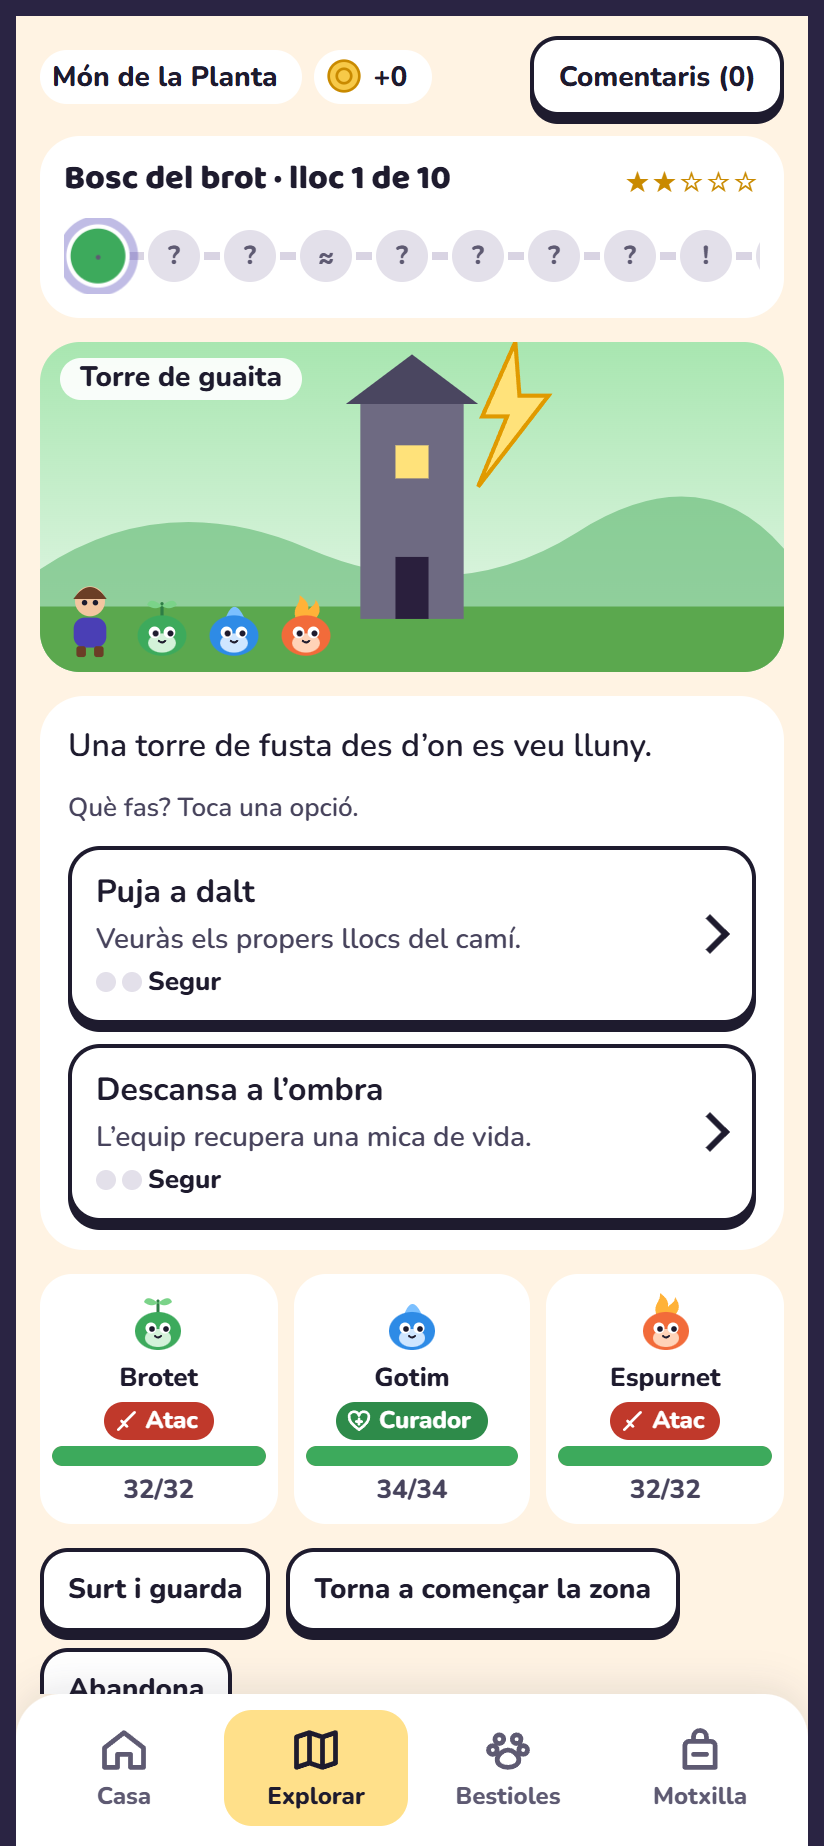 Món de la Planta
+0
Comentaris (0)
Bosc del brot · lloc 1 de 10
★★☆☆☆
· ? ? ≈ ? ? ? ? !
Torre de guaita
Una torre de fusta des d’on es veu lluny.
Què fas? Toca una opció.
Puja a dalt
Veuràs els propers llocs del camí.
Segur
Descansa a l’ombra
L’equip recupera una mica de vida.
Segur
Brotet
Atac
32/32
Gotim
Curador
34/34
Espurnet
Atac
32/32
Surt i guarda
Torna a començar la zona
Abandona
Casa
Explorar
Bestioles
Motxilla